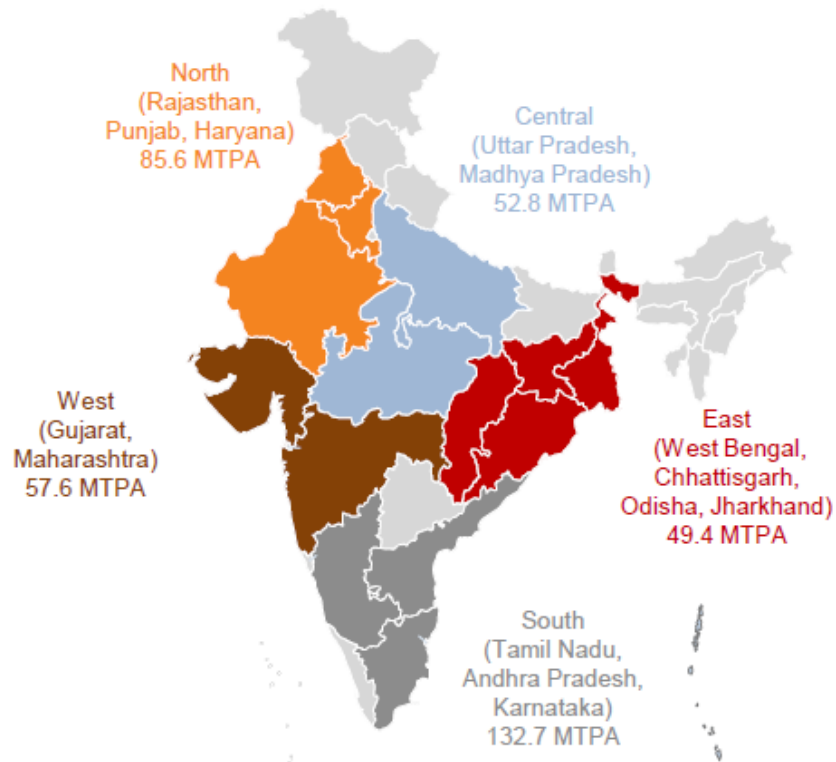 North
(Rajasthan,
Punjab, Haryana)
85.6 MTPA
Central
(Uttar Pradesh,
Madhya Pradesh)
52.8 MTPA
West
(Gujarat,
Maharashtra)
57.6 MTPA
East
(West Bengal,
Chhattisgarh,
Odisha, Jharkhand)
49.4 MTPA
South
(Tamil Nadu,
Andhra Pradesh,
Karnataka)
132.7 MTPA